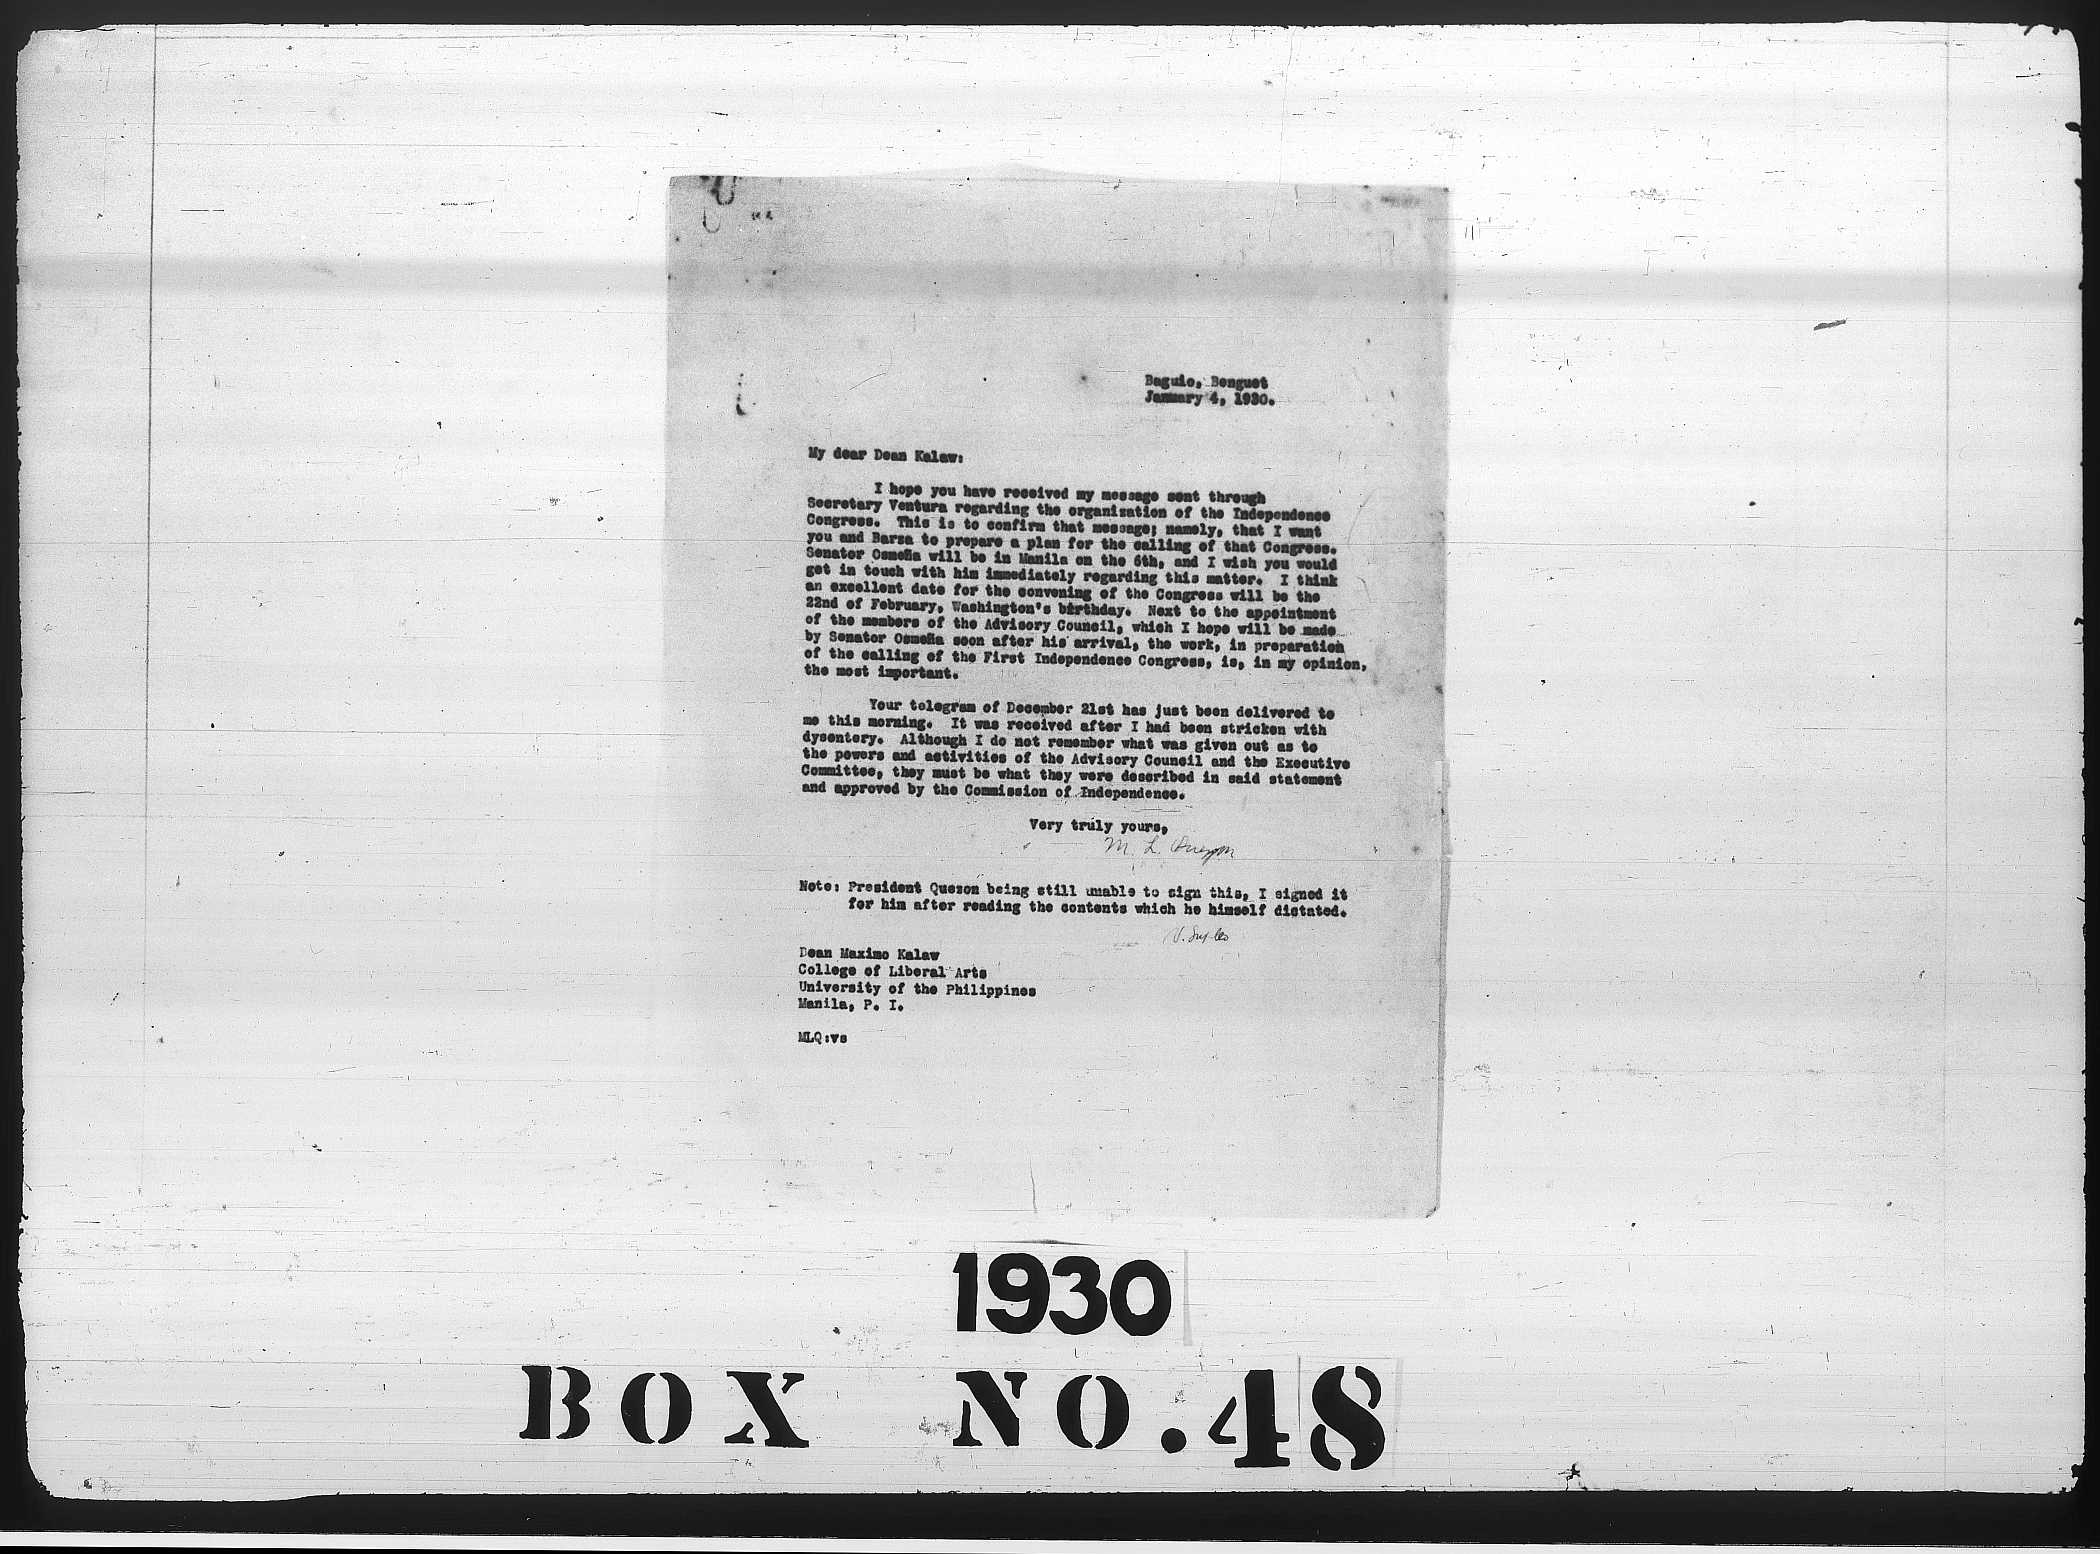 Baguio, Benguet
January 4, 1930.
My dear Dean Kalaw:
I hope you have received my message sent through
Secretary Ventura regarding the organization of the Independence
Congress. This is to confirm that message; namely, that I want
you and Barza to prepare a plan for the calling of that Congress.
Senator Osmeña will be in Manila on the 6th, and I wish you would
get in touch with him immediately regarding this matter. I think
an excellent date for the convening of the Congress will be the
22nd of February, Washington's birthday. Next to the appointment
of the members of the Advisory Council, which I hope will be made
by Senator Osmeña soon after his arrival, the work, in preparation
of the calling of the First Independence Congress, is, in my opinion,
the most important.
Your telegram of December 21st has just been delivered to
me this morning. It was received after I had been stricken with
dysentery. Although I do not remember what was given out as to
the powers and activities of the Advisory Council and the Executive
Committee, they must be what they were described in said statement
and approved by the Commission of Independence.
Very truly yours,
M. L. Quezon
Note: President Quezon being still unable to sign this, I signed it
for him after reading the contents which he himself dictated.
V.
Dean Maximo Kalaw
College of Liberal Arts
University of the Philippines
Manila, P. I.
MLQ:vs
1930
BOX NO.48